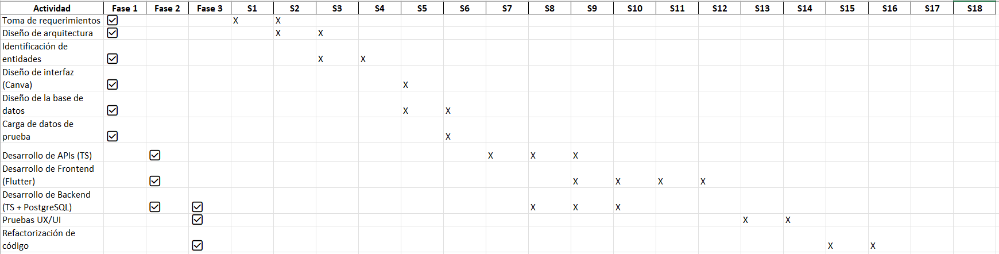 Actividad Fase 1 Fase 2 Fase 3 S1 S2 S3 S4 S5 S6 S7 S8 S9 S10 S11 S12 S13 S14 S15 S16 S17 S18
Toma de requerimientos X X
Diseño de arquitectura X X
Identificación de
entidades X X
Diseño de interfaz
(Canva) X
Diseño de la base de
datos X X
Carga de datos de
prueba X
Desarrollo de APIs (TS) X X X
Desarrollo de Frontend
(Flutter) X X X X
Desarrollo de Backend
(TS + PostgreSQL) X X X
Pruebas UX/UI X X
Refactorización de
código X X